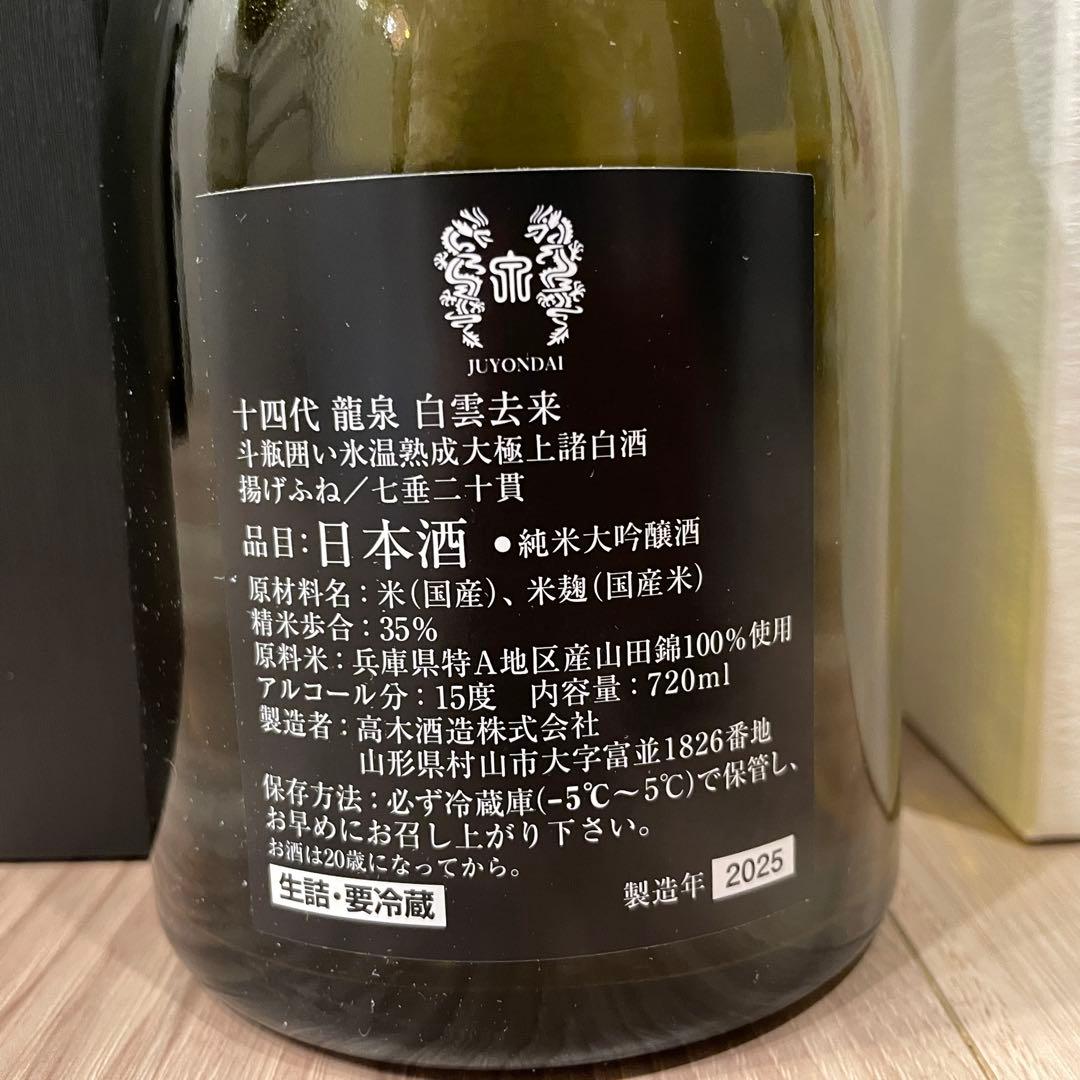 泉
JUYONDAI
十四代 龍泉 白雲去来
斗瓶囲い氷温熟成大極上諸白酒
揚げふね／七垂二十貫
品目：日本酒 ●純米大吟醸酒
原材料名：米（国産）、米麹（国産米）
精米歩合：35％
原料米：兵庫県特A地区産山田錦100％使用
アルコール分：15度 内容量：720ml
製造者：高木酒造株式会社
山形県村山市大字富並1826番地
保存方法：必ず冷蔵庫(−5℃〜5℃)で保管し、
お早めにお召し上がり下さい。
お酒は20歳になってから。
生詰・要冷蔵
製造年 2025